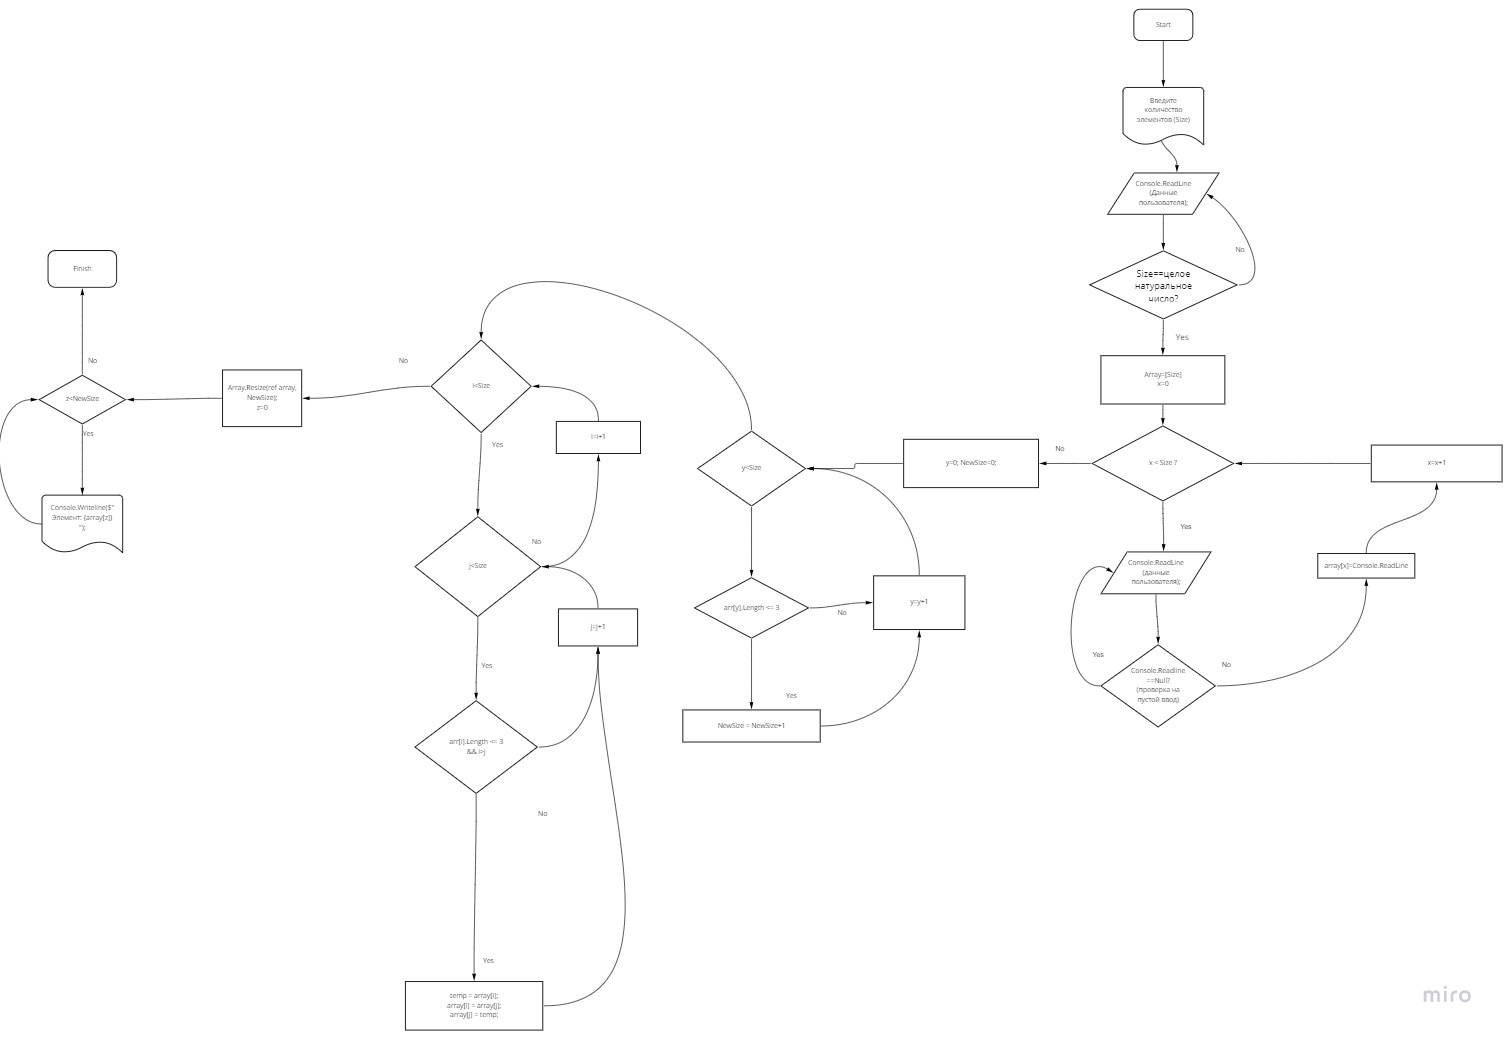 Start
Введите
количество
элементов (Size)
Console.ReadLine
(Данные
пользователя);
No
Size==целое
натуральное
число?
Yes
Array=[Size]
x=0
x < Size ?
x=x+1
No
Yes
Console.ReadLine
(данные
пользователя);
array[x]=Console.ReadLine
Yes
No
Console.Readline
==Null?
(проверка на
пустой ввод)
y=0; NewSize=0;
y<Size
arr[y].Length <= 3
No
y=y+1
Yes
NewSize = NewSize+1
i<Size
No
Yes
i=i+1
No
j<Size
j=j+1
Yes
arr[i].Length <= 3
&& i>j
No
Yes
temp = array[i];
array[i] = array[j];
array[j] = temp;
Array.Resize(ref array,
NewSize);
z=0
Finish
No
z<NewSize
Yes
Console.Writeline($"
Элемент: {array[z]}
");
miro